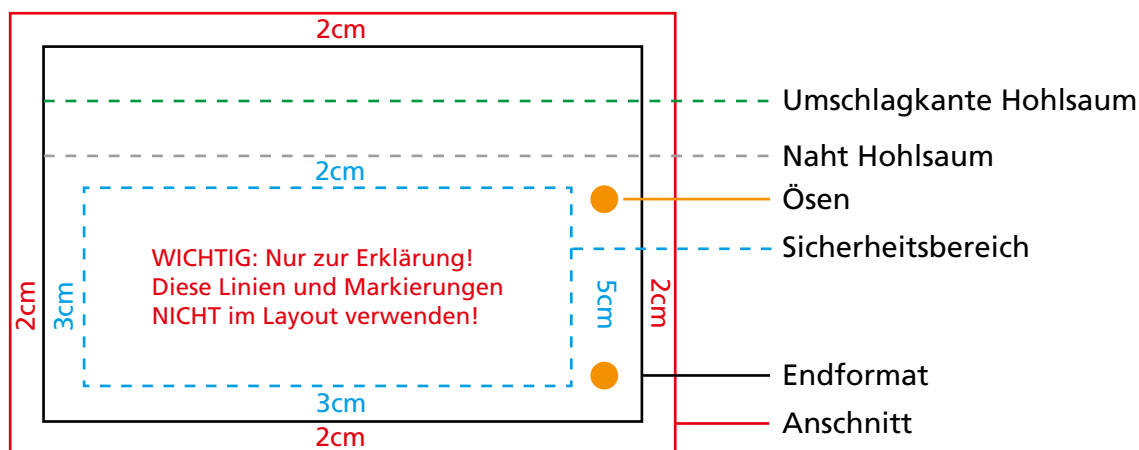 2cm
Umschlagkante Hohlsaum
Naht Hohlsaum
2cm
Ösen
Sicherheitsbereich
WICHTIG: Nur zur Erklärung!
Diese Linien und Markierungen
NICHT im Layout verwenden!
2cm
3cm
5cm
2cm
Endformat
3cm
Anschnitt
2cm